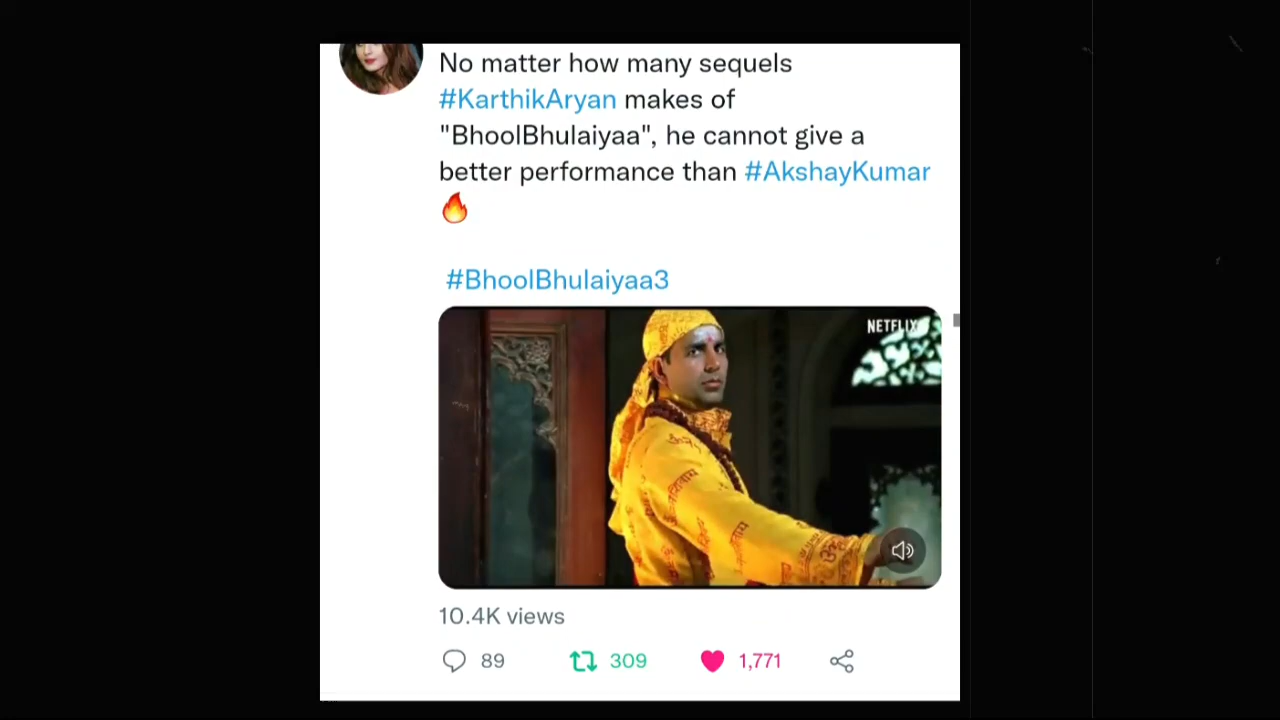 No matter how many sequels
#KarthikAryan makes of
"BhoolBhulaiyaa", he cannot give a
better performance than #AkshayKumar
🔥
#BhoolBhulaiyaa3
NETFLIX
10.4K views
89 309 1,771